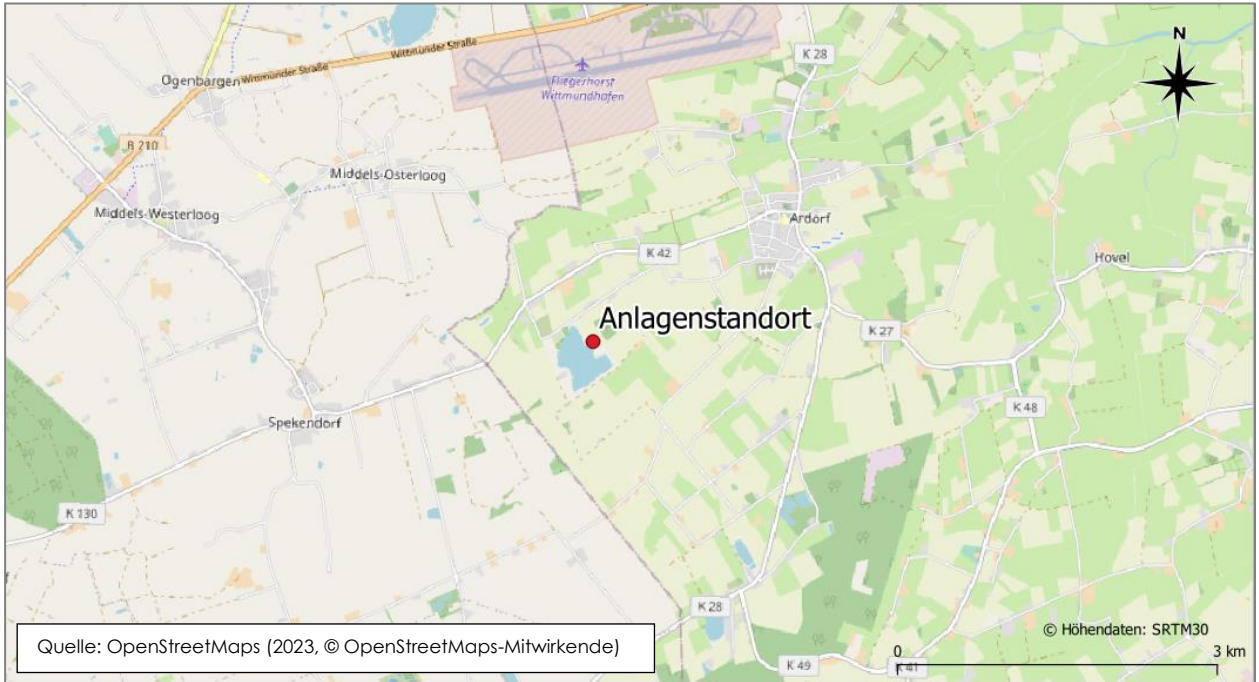 Wittmunder Straße
Wittmunder Straße
Ogenbargen
Fliegerhorst
Wittmundhafen
K 28
N
B 210
Middels-Osterloog
Middels-Westerloog
Ardorf
K 42
Hovel
Anlagenstandort
K 27
Spekendorf
K 48
K 130
K 28
© Höhendaten: SRTM30
Quelle: OpenStreetMaps (2023, © OpenStreetMaps-Mitwirkende)
0
3 km
K 49
K 41